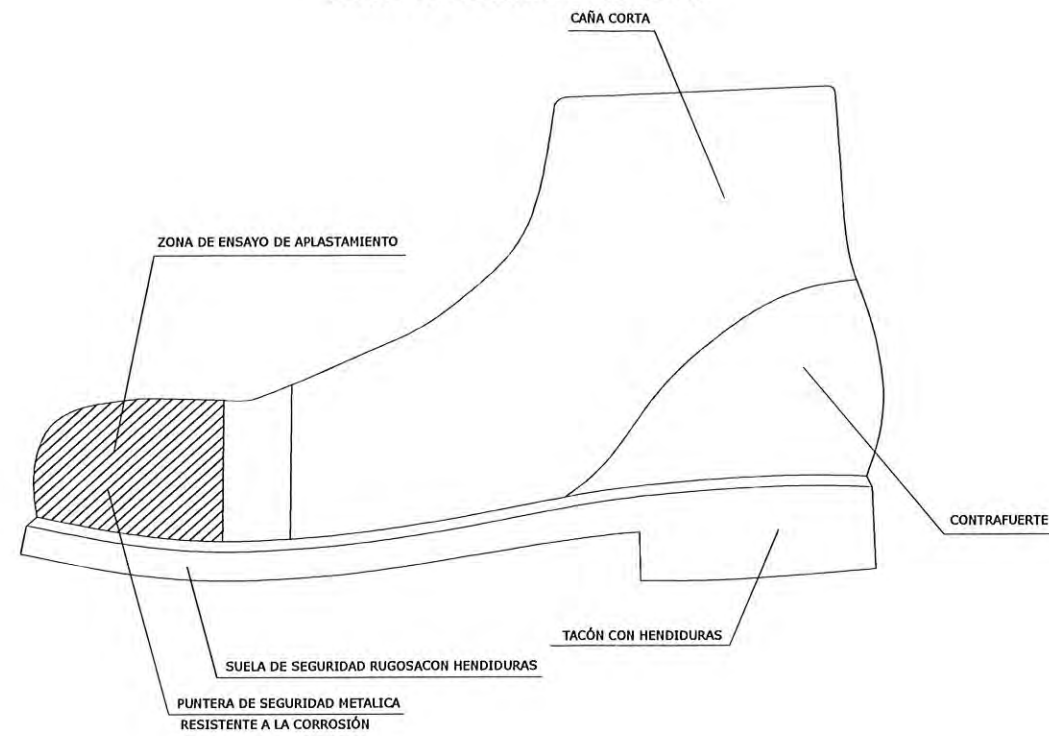 CAÑA CORTA
ZONA DE ENSAYO DE APLASTAMIENTO
CONTRAFUERTE
TACÓN CON HENDIDURAS
SUELA DE SEGURIDAD RUGOSACON HENDIDURAS
PUNTERA DE SEGURIDAD METALICA
RESISTENTE A LA CORROSIÓN